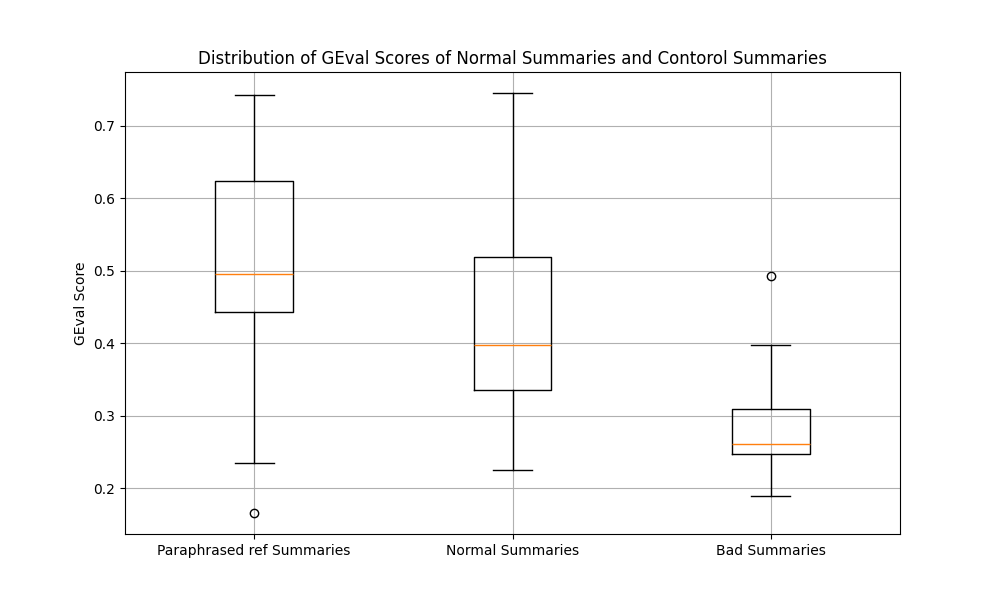 Distribution of GEval Scores of Normal Summaries and Contorol Summaries
GEval Score
0.7
0.6
0.5
0.4
0.3
0.2
Paraphrased ref Summaries
Normal Summaries
Bad Summaries